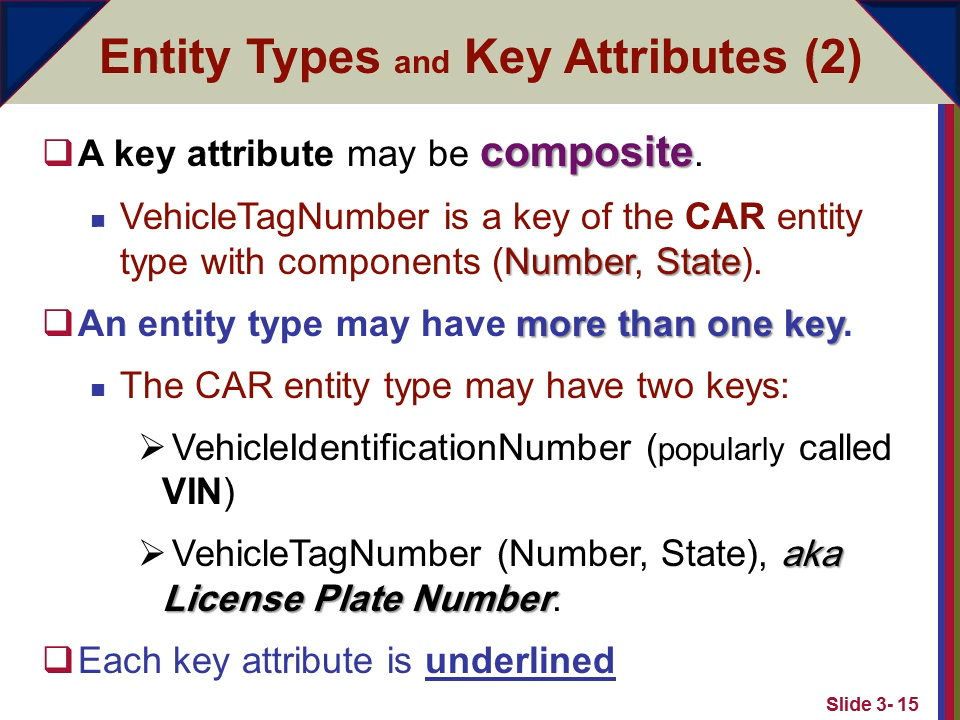 Entity Types and Key Attributes (2)
A key attribute may be composite.
VehicleTagNumber is a key of the CAR entity
type with components (Number, State).
An entity type may have more than one key.
The CAR entity type may have two keys:
VehicleIdentificationNumber (popularly called
VIN)
VehicleTagNumber (Number, State), aka
License Plate Number.
Each key attribute is underlined
Slide 3- 15